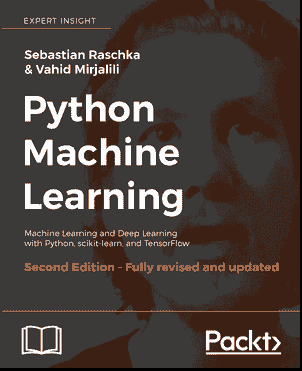 EXPERT INSIGHT
Sebastian Raschka
& Vahid Mirjalili
Python
Machine
Learning
Machine Learning and Deep Learning
with Python, scikit-learn, and TensorFlow
Second Edition - Fully revised and updated
Packt>